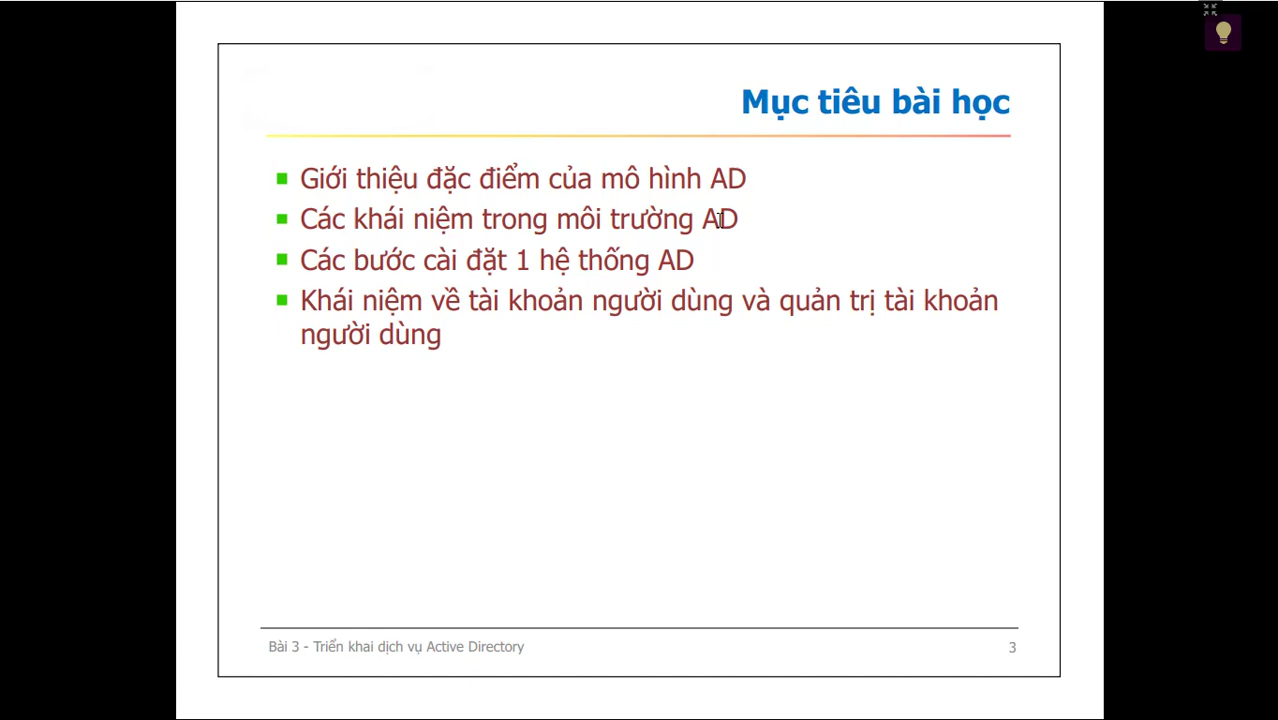 Mục tiêu bài học
Giới thiệu đặc điểm của mô hình AD
Các khái niệm trong môi trường AD
Các bước cài đặt 1 hệ thống AD
Khái niệm về tài khoản người dùng và quản trị tài khoản
người dùng
Bài 3 - Triển khai dịch vụ Active Directory
3